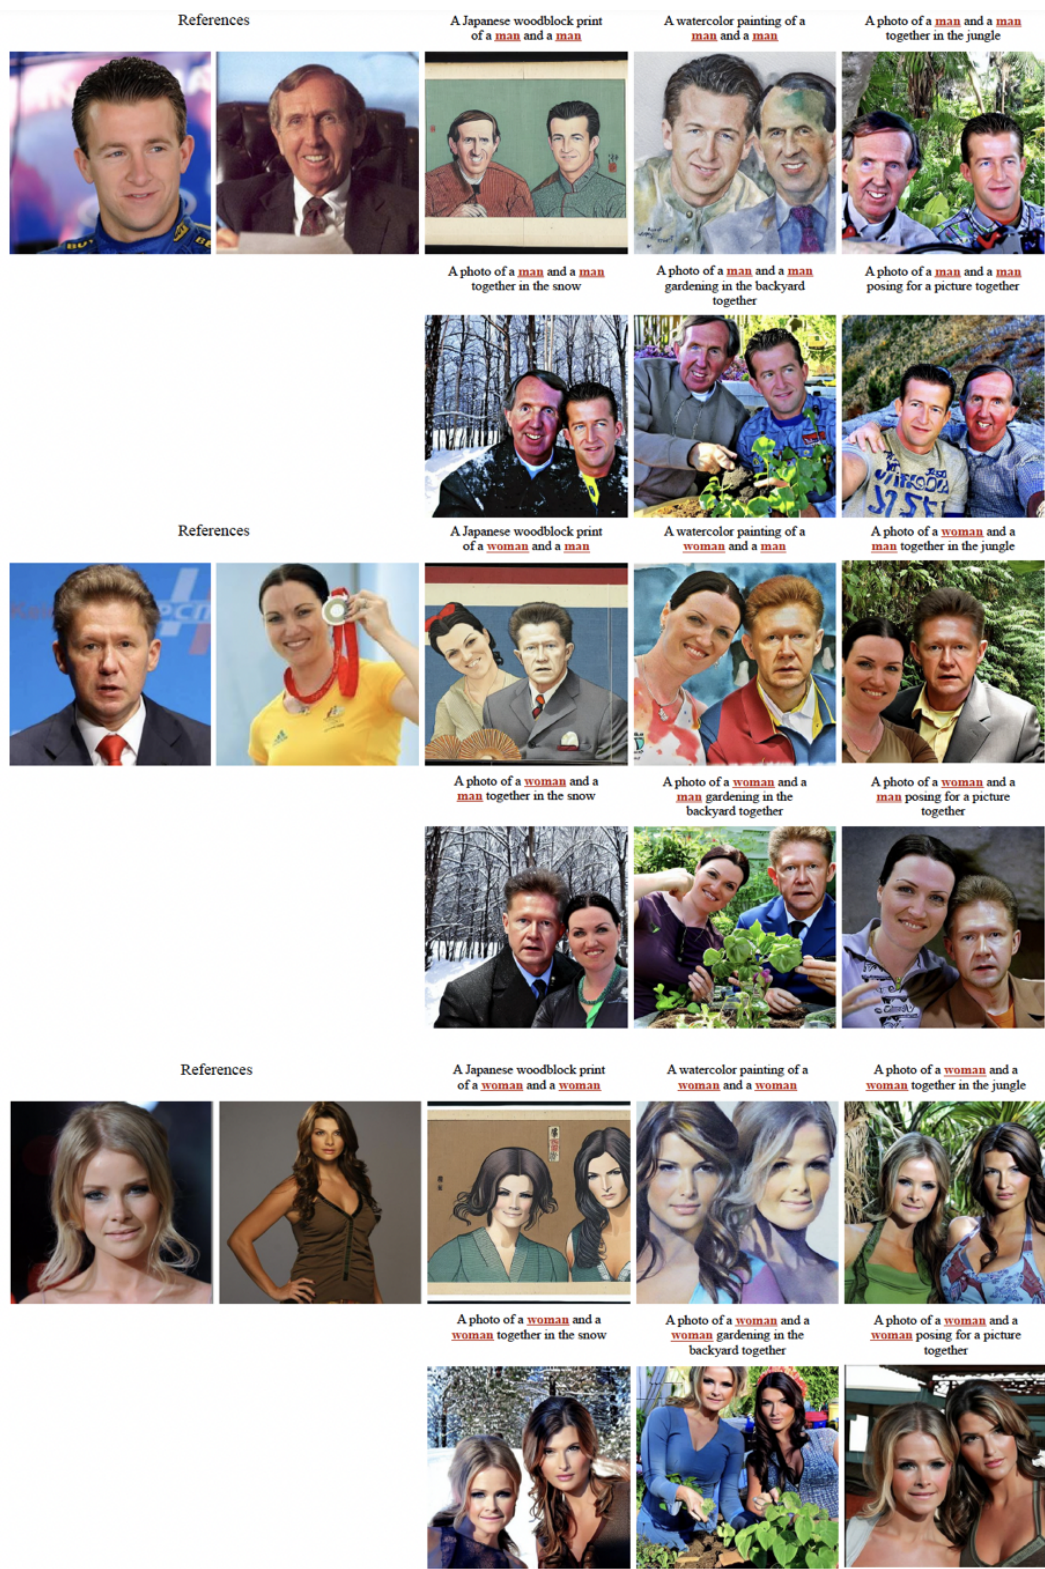 References
A Japanese woodblock print
of a man and a man
A watercolor painting of a
man and a man
A photo of a man and a man
together in the jungle
A photo of a man and a man
together in the snow
A photo of a man and a man
gardening in the backyard
together
A photo of a man and a man
posing for a picture together
References
A Japanese woodblock print
of a woman and a man
A watercolor painting of a
woman and a man
A photo of a woman and a
man together in the jungle
A photo of a woman and a
man together in the snow
A photo of a woman and a
man gardening in the
backyard together
A photo of a woman and a
man posing for a picture
together
References
A Japanese woodblock print
of a woman and a woman
A watercolor painting of a
woman and a woman
A photo of a woman and a
woman together in the jungle
A photo of a woman and a
woman together in the snow
A photo of a woman and a
woman gardening in the
backyard together
A photo of a woman and a
woman posing for a picture
together